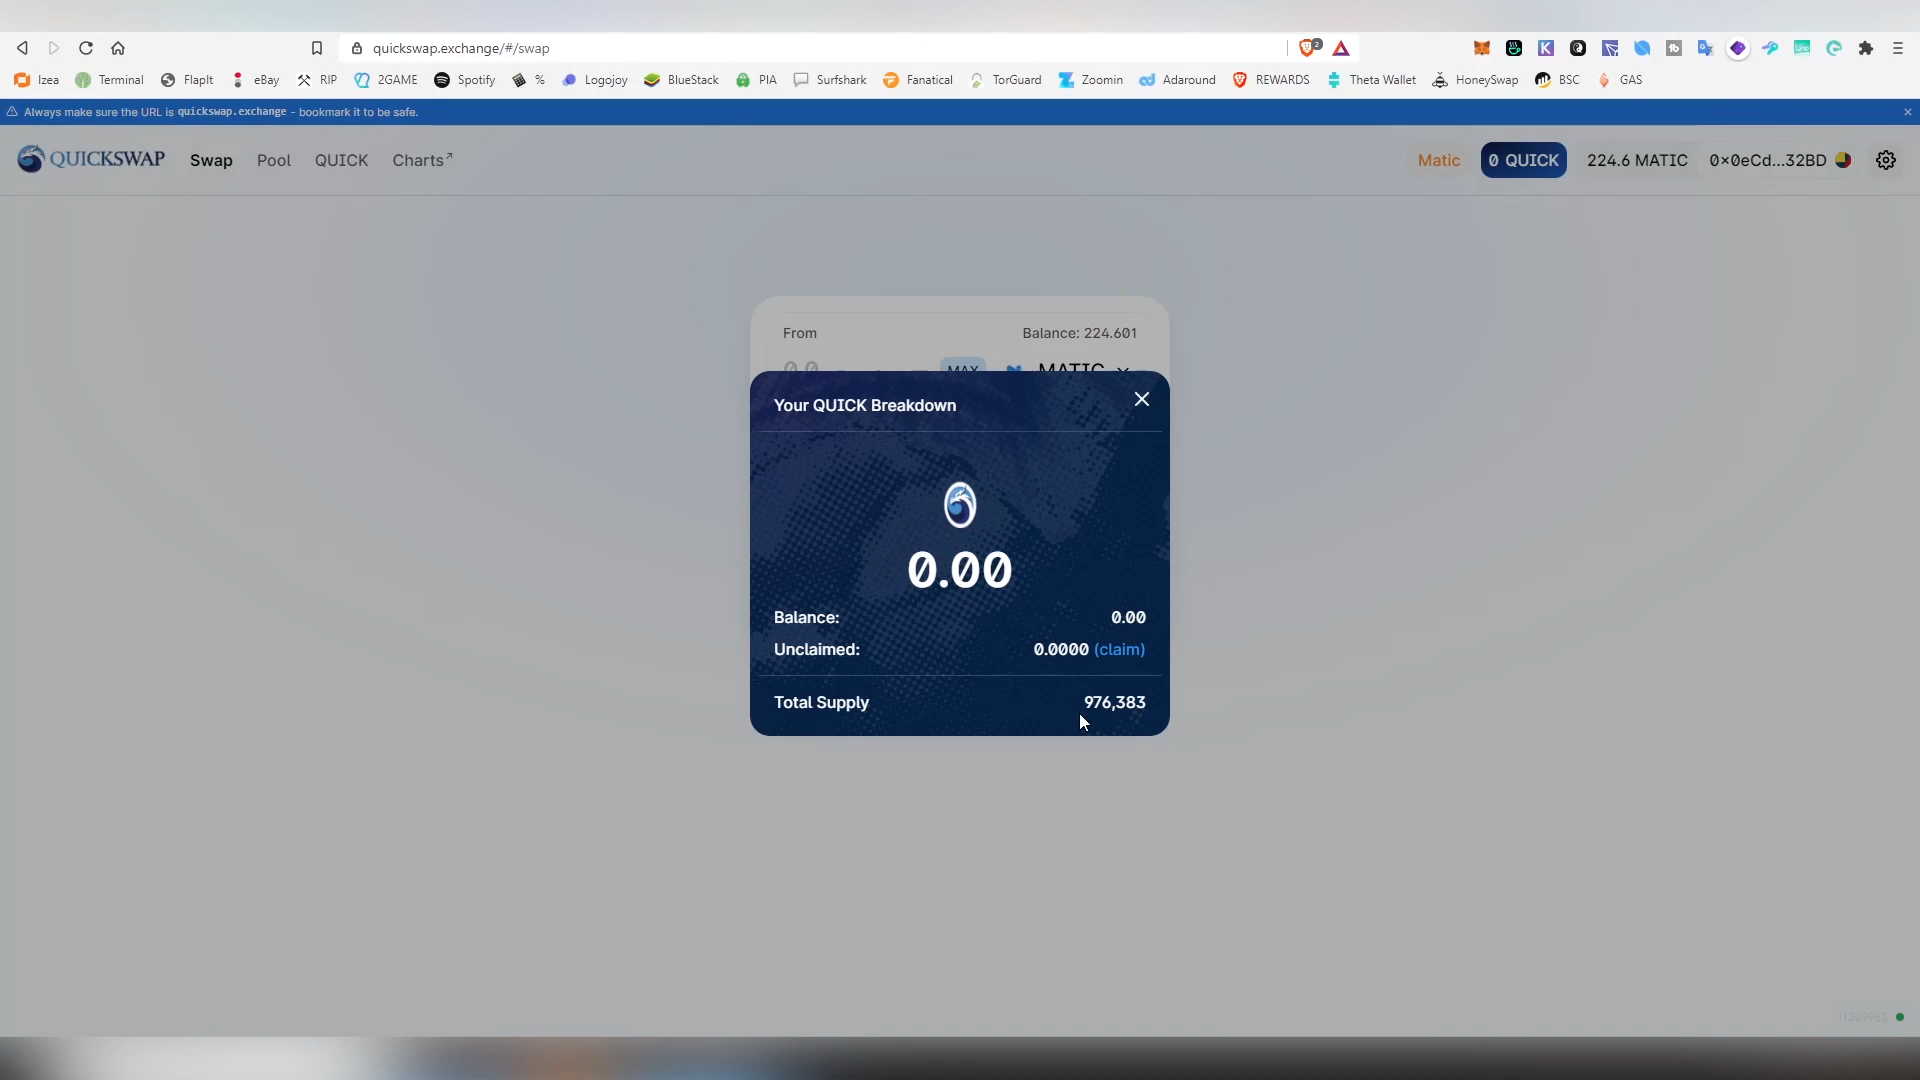 quickswap.exchange/#/swap
2
Izea Terminal FlapIt eBay RIP 2GAME Spotify % Logojoy BlueStack PIA Surfshark Fanatical TorGuard Zoomin Adaround REWARDS Theta Wallet HoneySwap BSC GAS
Always make sure the URL is quickswap.exchange - bookmark it to be safe.
QUICKSWAP Swap Pool QUICK Charts↗ Matic 0 QUICK 224.6 MATIC 0x0eCd...32BD
From Balance: 224.601
0.0 MAX MATIC
Your QUICK Breakdown
0.00
Balance: 0.00
Unclaimed: 0.0000 (claim)
Total Supply 976,383